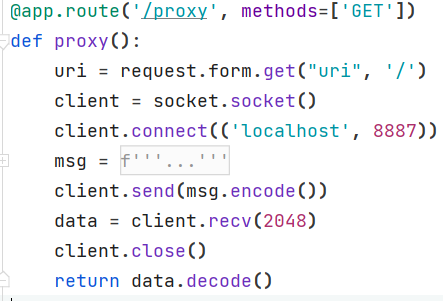 @app.route('/proxy', methods=['GET'])
def proxy():
    uri = request.form.get("uri", '/')
    client = socket.socket()
    client.connect(('localhost', 8887))
    msg = f'''...'''
    client.send(msg.encode())
    data = client.recv(2048)
    client.close()
    return data.decode()